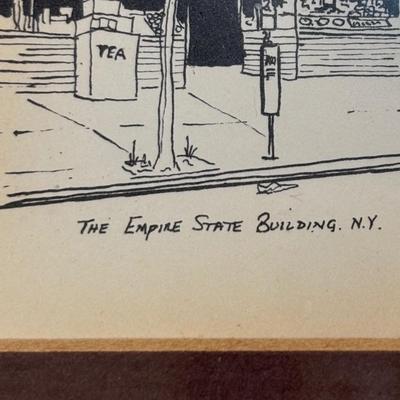 TEA
THE EMPIRE STATE BUILDING. N.Y.